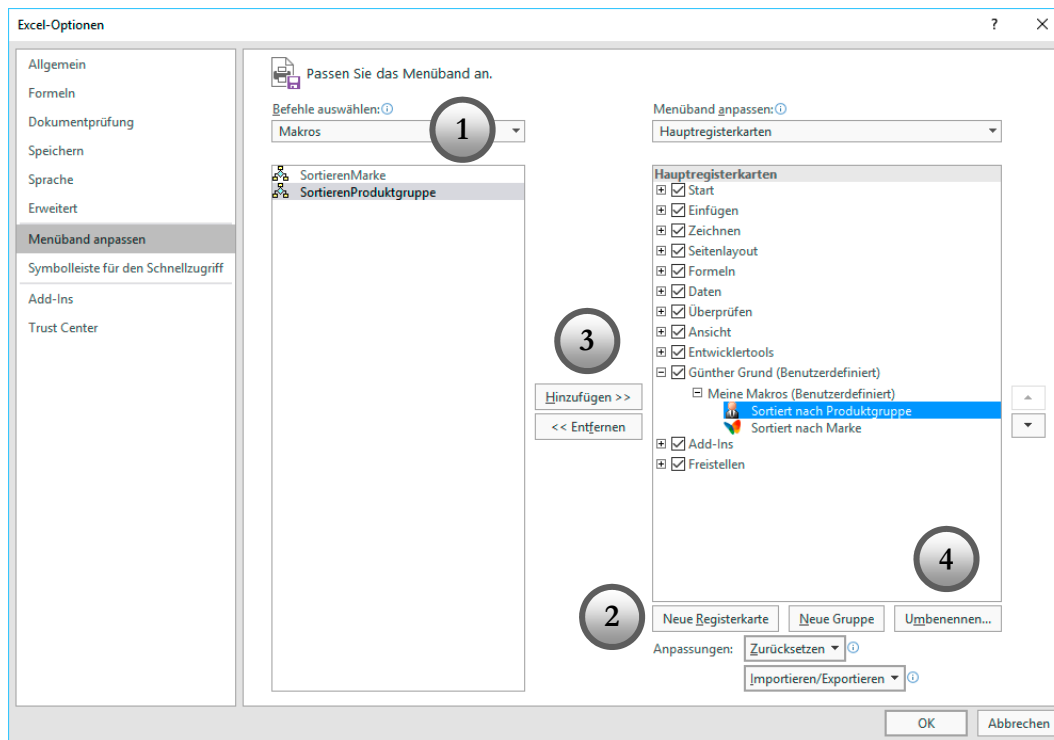 Excel-Optionen
?
Allgemein
Formeln
Dokumentprüfung
Speichern
Sprache
Erweitert
Menüband anpassen
Symbolleiste für den Schnellzugriff
Add-Ins
Trust Center
Passen Sie das Menüband an.
Befehle auswählen:
Makros
1
SortierenMarke
SortierenProduktgruppe
3
Hinzufügen >>
<< Entfernen
Menüband anpassen:
Hauptregisterkarten
Hauptregisterkarten
Start
Einfügen
Zeichnen
Seitenlayout
Formeln
Daten
Überprüfen
Ansicht
Entwicklertools
Günther Grund (Benutzerdefiniert)
Meine Makros (Benutzerdefiniert)
Sortiert nach Produktgruppe
Sortiert nach Marke
Add-Ins
Freistellen
4
2
Neue Registerkarte Neue Gruppe Umbenennen...
Anpassungen: Zurücksetzen
Importieren/Exportieren
OK Abbrechen